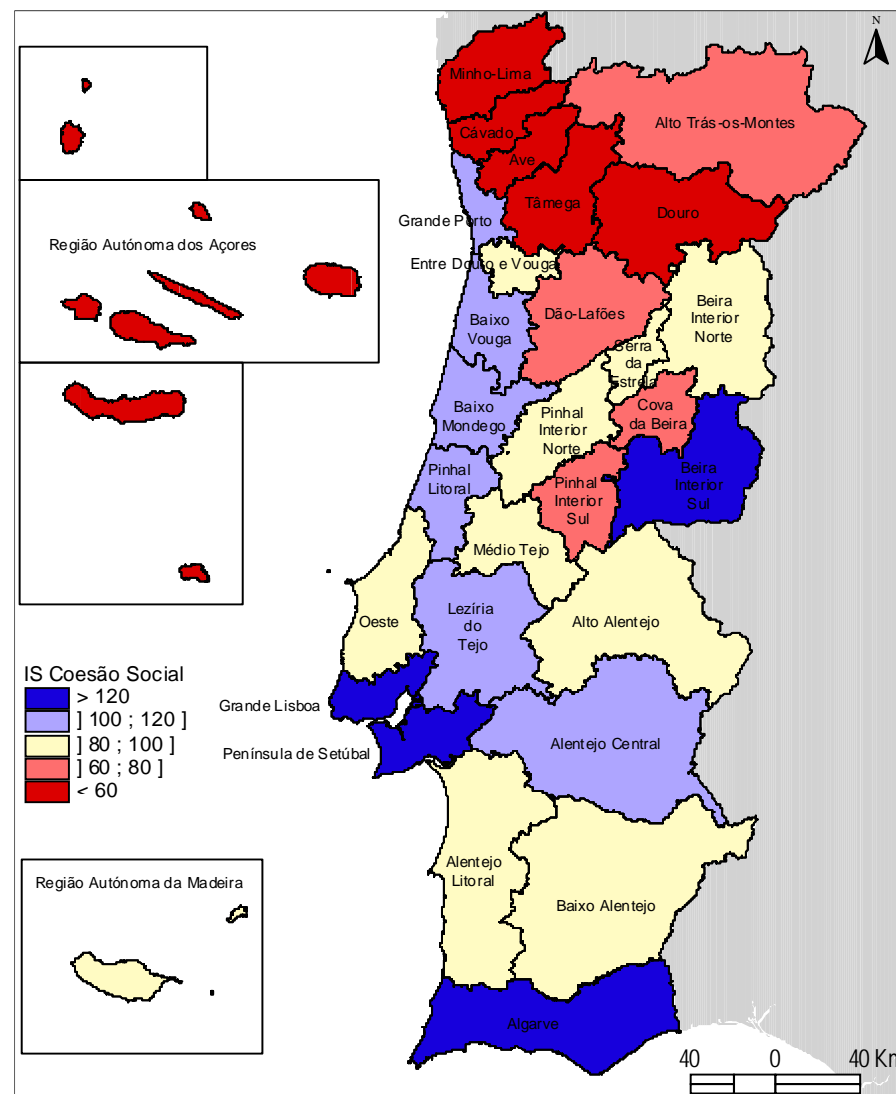 N
Minho-Lima
Alto Trás-os-Montes
Cávado
Ave
Tâmega
Douro
Grande Porto
Região Autónoma dos Açores
Entre Douro e Vouga
Beira
Interior
Norte
Dão-Lafões
Baixo
Vouga
Serra
da
Estrela
Baixo
Mondego
Pinhal
Interior
Norte
Cova
da Beira
Pinhal
Litoral
Beira
Interior
Sul
Pinhal
Interior
Sul
Médio Tejo
Oeste
Lezíria
do
Tejo
Alto Alentejo
IS Coesão Social
> 120
] 100 ; 120 ]
] 80 ; 100 ]
] 60 ; 80 ]
< 60
Grande Lisboa
Península de Setúbal
Alentejo Central
Alentejo
Litoral
Baixo Alentejo
Região Autónoma da Madeira
Algarve
40 0 40 Km